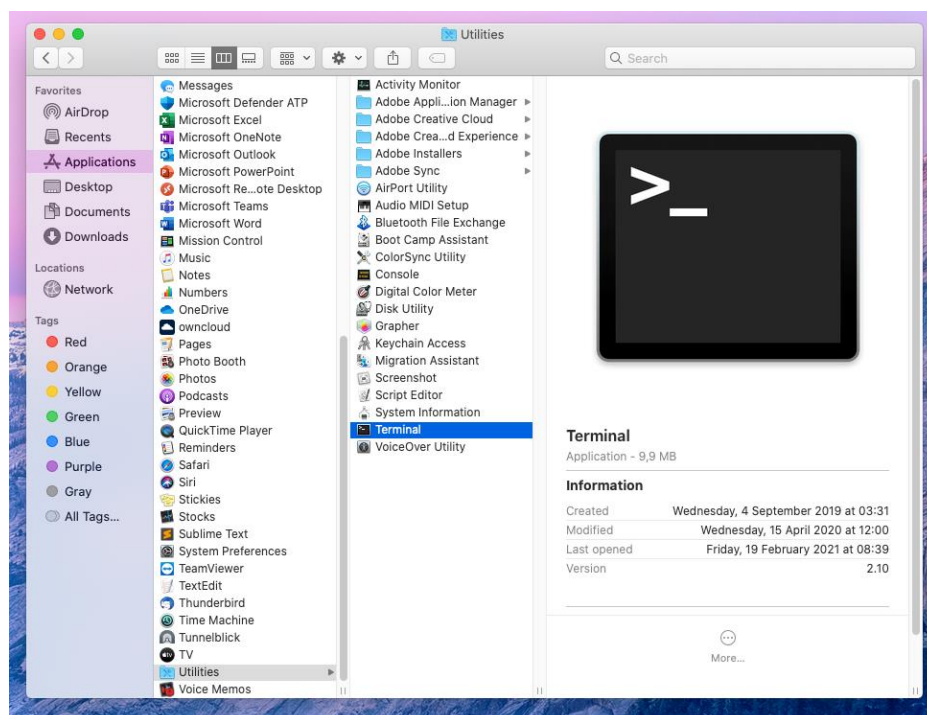 Utilities
Search
Favorites
AirDrop
Recents
Applications
Desktop
Documents
Downloads
Locations
Network
Tags
Red
Orange
Yellow
Green
Blue
Purple
Gray
All Tags...
Messages
Microsoft Defender ATP
Microsoft Excel
Microsoft OneNote
Microsoft Outlook
Microsoft PowerPoint
Microsoft Re...ote Desktop
Microsoft Teams
Microsoft Word
Mission Control
Music
Notes
Numbers
OneDrive
owncloud
Pages
Photo Booth
Photos
Podcasts
Preview
QuickTime Player
Reminders
Safari
Siri
Stickies
Stocks
Sublime Text
System Preferences
TeamViewer
TextEdit
Thunderbird
Time Machine
Tunnelblick
TV
Utilities
Voice Memos
Activity Monitor
Adobe Appli...ion Manager
Adobe Creative Cloud
Adobe Crea...d Experience
Adobe Installers
Adobe Sync
AirPort Utility
Audio MIDI Setup
Bluetooth File Exchange
Boot Camp Assistant
ColorSync Utility
Console
Digital Color Meter
Disk Utility
Grapher
Keychain Access
Migration Assistant
Screenshot
Script Editor
System Information
Terminal
VoiceOver Utility
>_
Terminal
Application - 9,9 MB
Information
Created Wednesday, 4 September 2019 at 03:31
Modified Wednesday, 15 April 2020 at 12:00
Last opened Friday, 19 February 2021 at 08:39
Version 2.10
More...